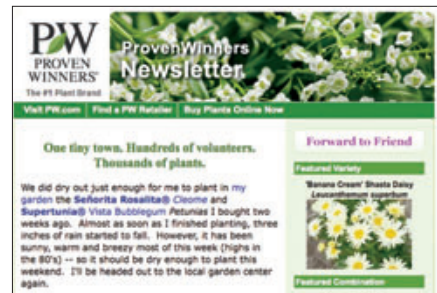 PW
PROVEN
WINNERS®
The #1 Plant Brand
ProvenWinners
Newsletter
Visit PW.com
Find a PW Retailer
Buy Plants Online Now
One tiny town. Hundreds of volunteers.
Thousands of plants.
We did dry out just enough for me to plant in my
garden the Señorita Rosalita® Cleome and
Supertunia® Vista Bubblegum Petunias I bought two
weeks ago. Almost as soon as I finished planting, three
inches of rain started to fall. However, it has been
sunny, warm and breezy most of this week (highs in
the 80's) -- so it should be dry enough to plant this
weekend. I'll be headed out to the local garden center
again.
Forward to Friend
Featured Variety
'Banana Cream' Shasta Daisy
Leucanthemum superbum
Featured Combination